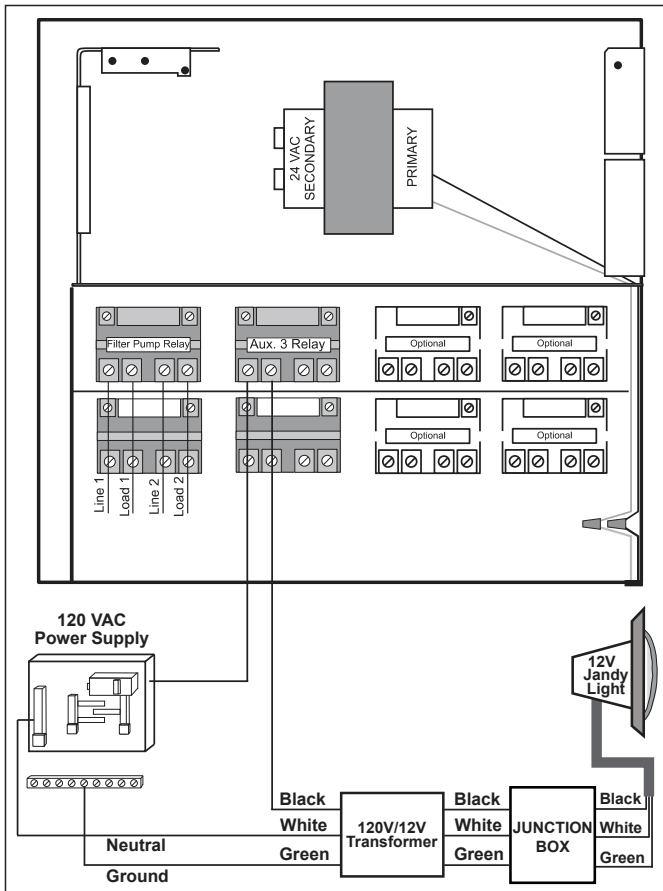 24 VAC
SECONDARY
PRIMARY
Filter Pump Relay
Aux. 3 Relay
Optional
Optional
Optional
Optional
Line 1
Load 1
Line 2
Load 2
120 VAC
Power Supply
12V
Jandy
Light
Black
White
Green
120V/12V
Transformer
Black
White
Green
JUNCTION
BOX
Black
White
Green
Neutral
Ground